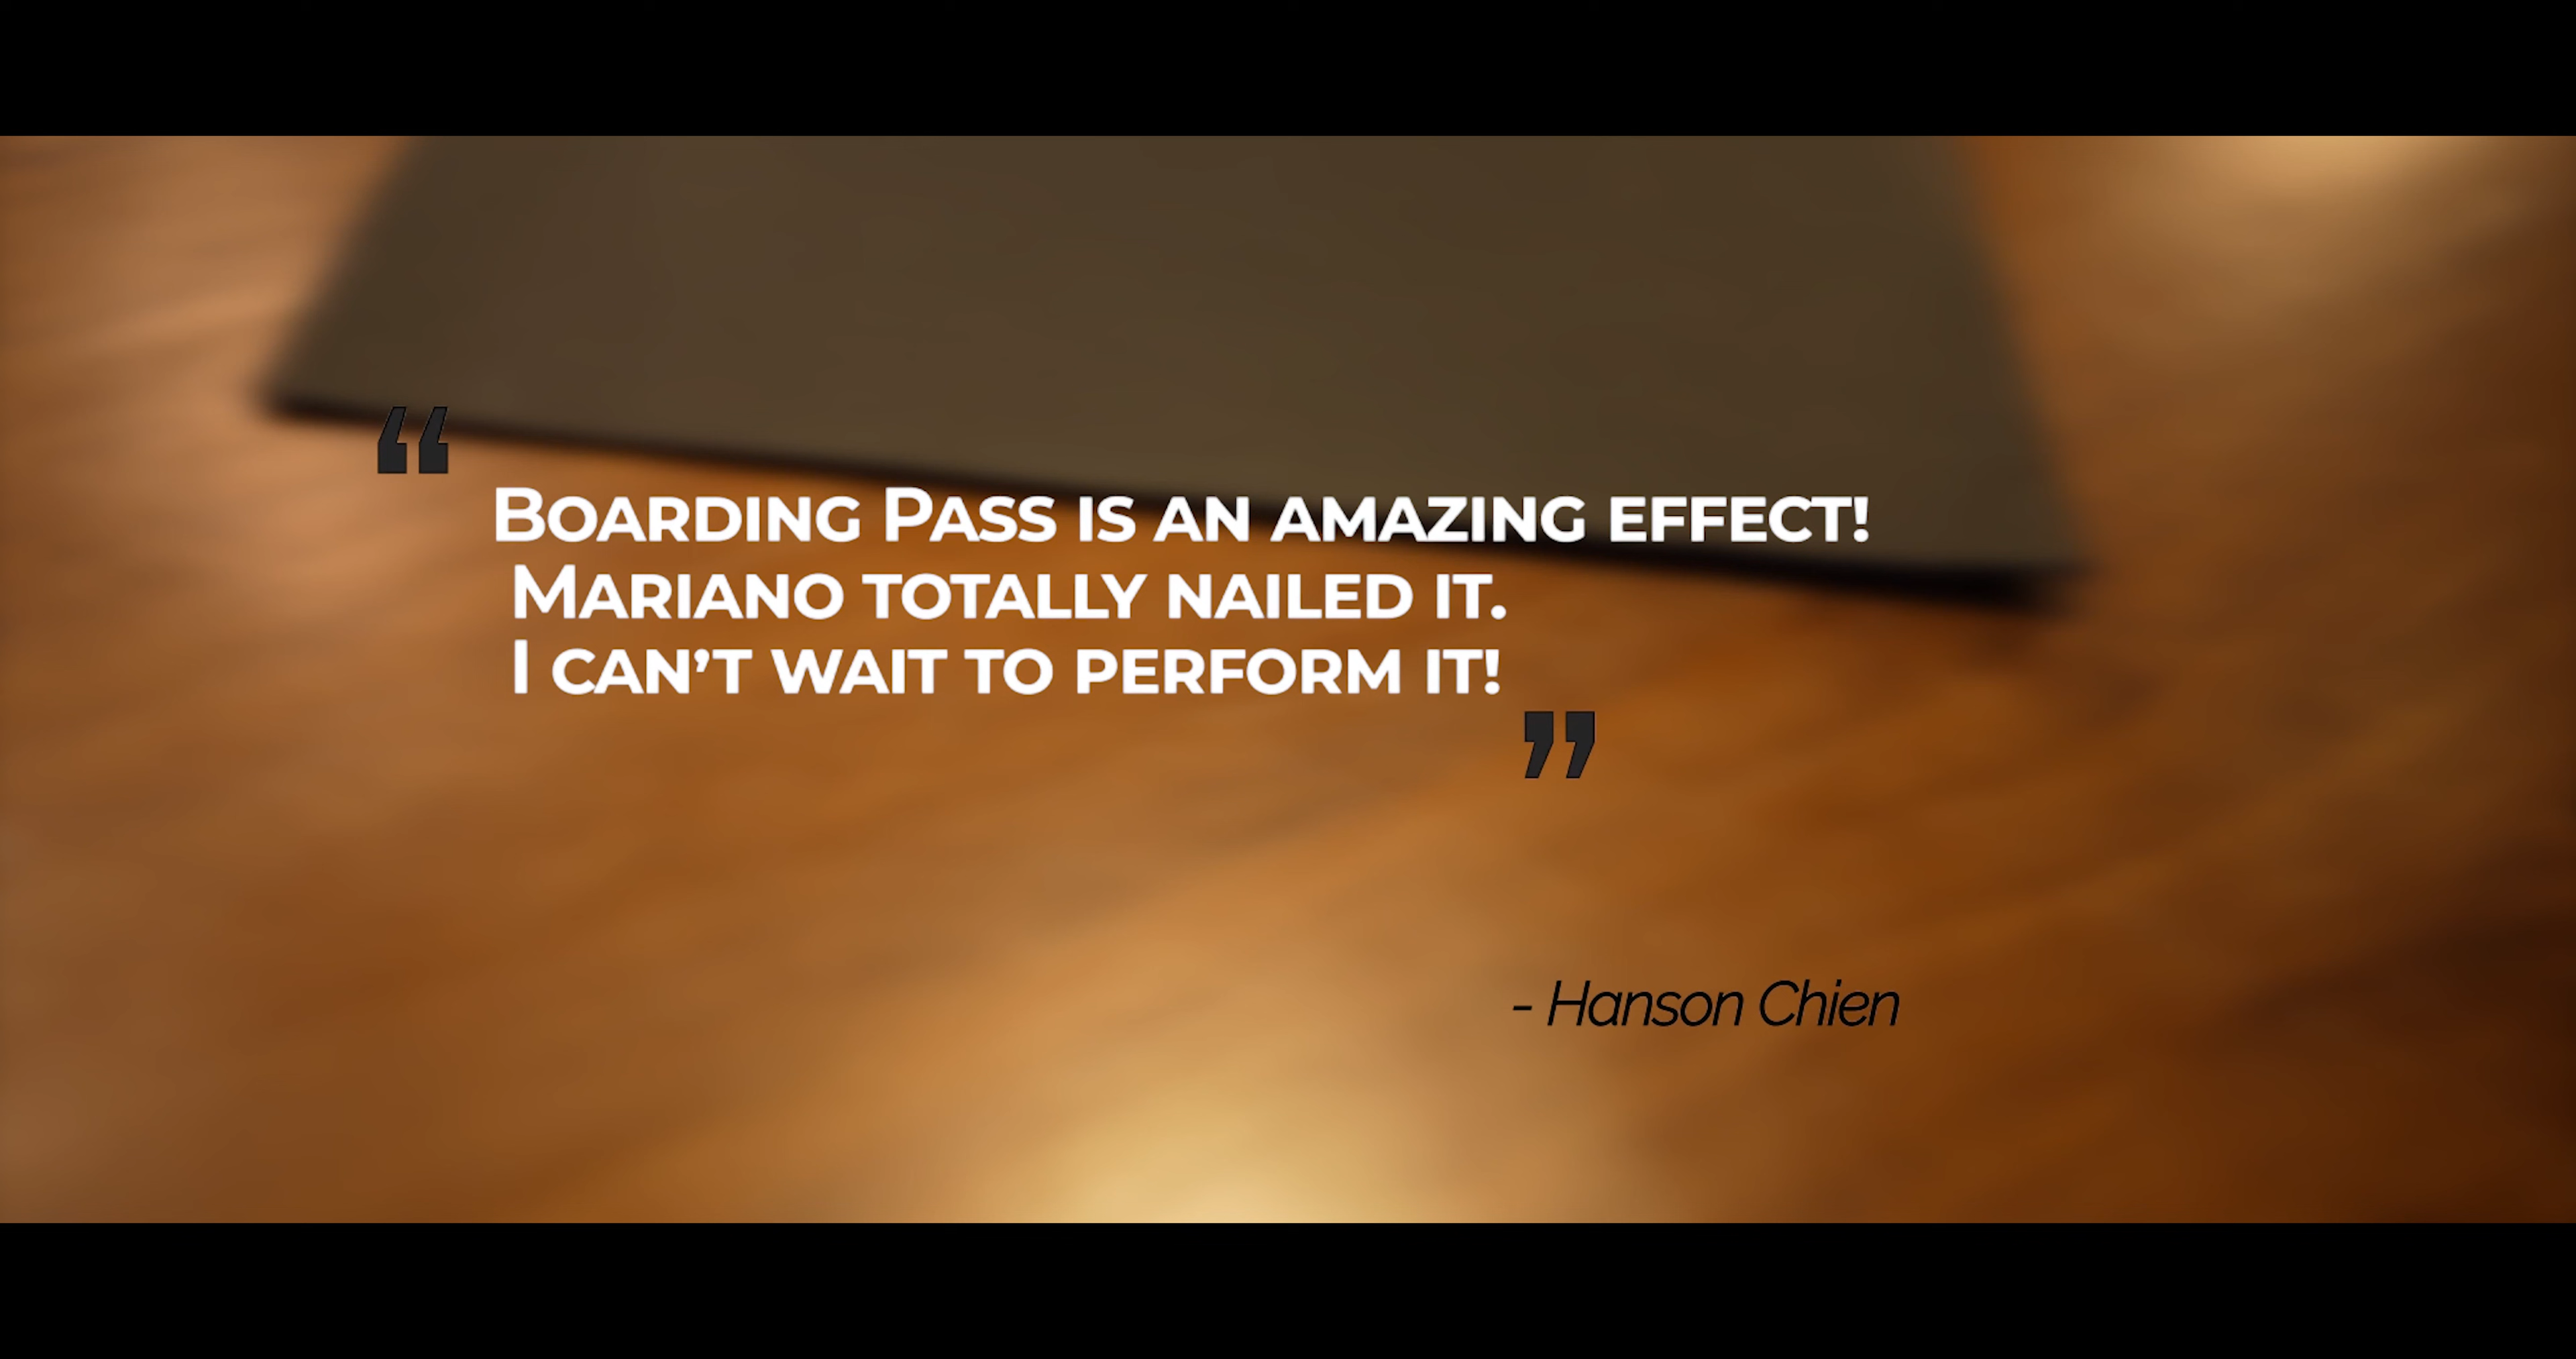 “
Boarding Pass is an amazing effect!
Mariano totally nailed it.
I can’t wait to perform it!
”
- Hanson Chien